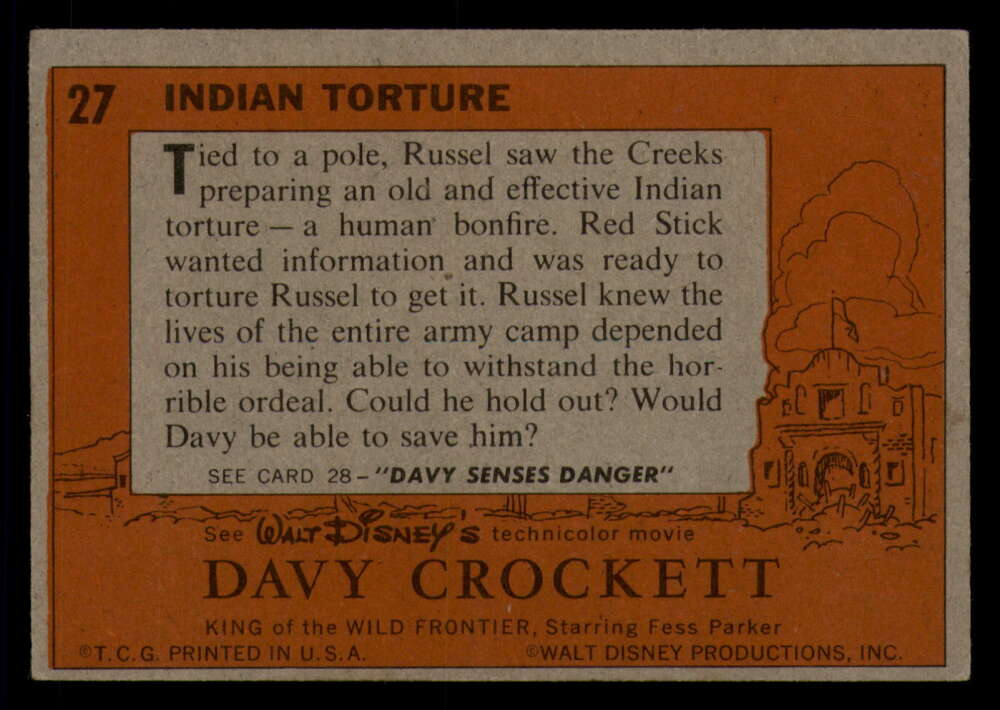 27 INDIAN TORTURE
Tied to a pole, Russel saw the Creeks
preparing an old and effective Indian
torture — a human bonfire. Red Stick
wanted information and was ready to
torture Russel to get it. Russel knew the
lives of the entire army camp depended
on his being able to withstand the hor-
rible ordeal. Could he hold out? Would
Davy be able to save him?
SEE CARD 28 – "DAVY SENSES DANGER"
See WALT DISNEY'S technicolor movie
DAVY CROCKETT
KING of the WILD FRONTIER, Starring Fess Parker
©T.C.G. PRINTED IN U.S.A. ©WALT DISNEY PRODUCTIONS, INC.